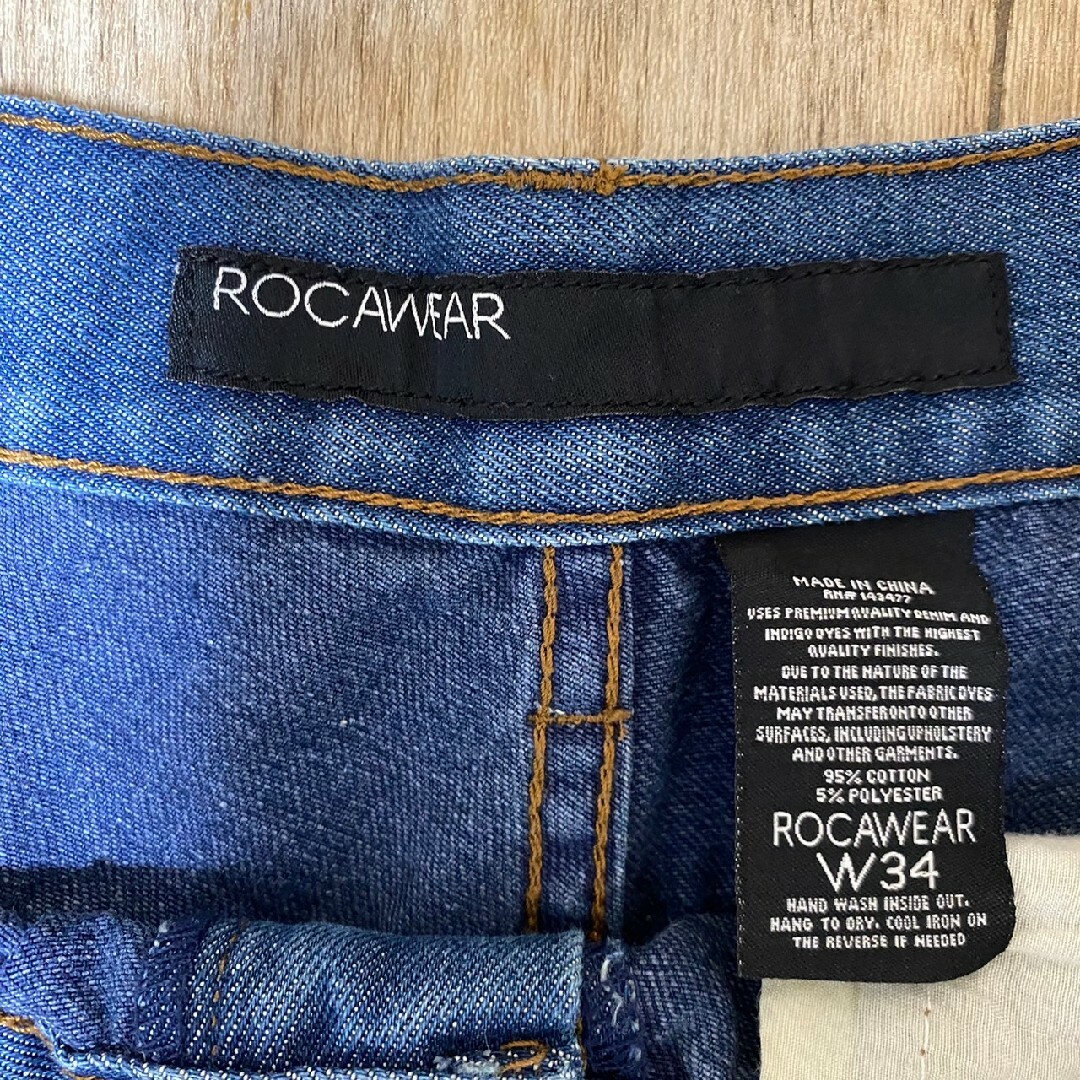 ROCAWEAR
MADE IN CHINA
RN# 143477
USES PREMIUM QUALITY DENIM AND
INDIGO DYES WITH THE HIGHEST
QUALITY FINISHES.
DUE TO THE NATURE OF THE
MATERIALS USED, THE FABRIC DYES
MAY TRANSFER ONTO OTHER
SURFACES, INCLUDING UPHOLSTERY
AND OTHER GARMENTS.
95% COTTON
5% POLYESTER
ROCAWEAR
W34
HAND WASH INSIDE OUT.
HANG TO DRY. COOL IRON ON
THE REVERSE IF NEEDED